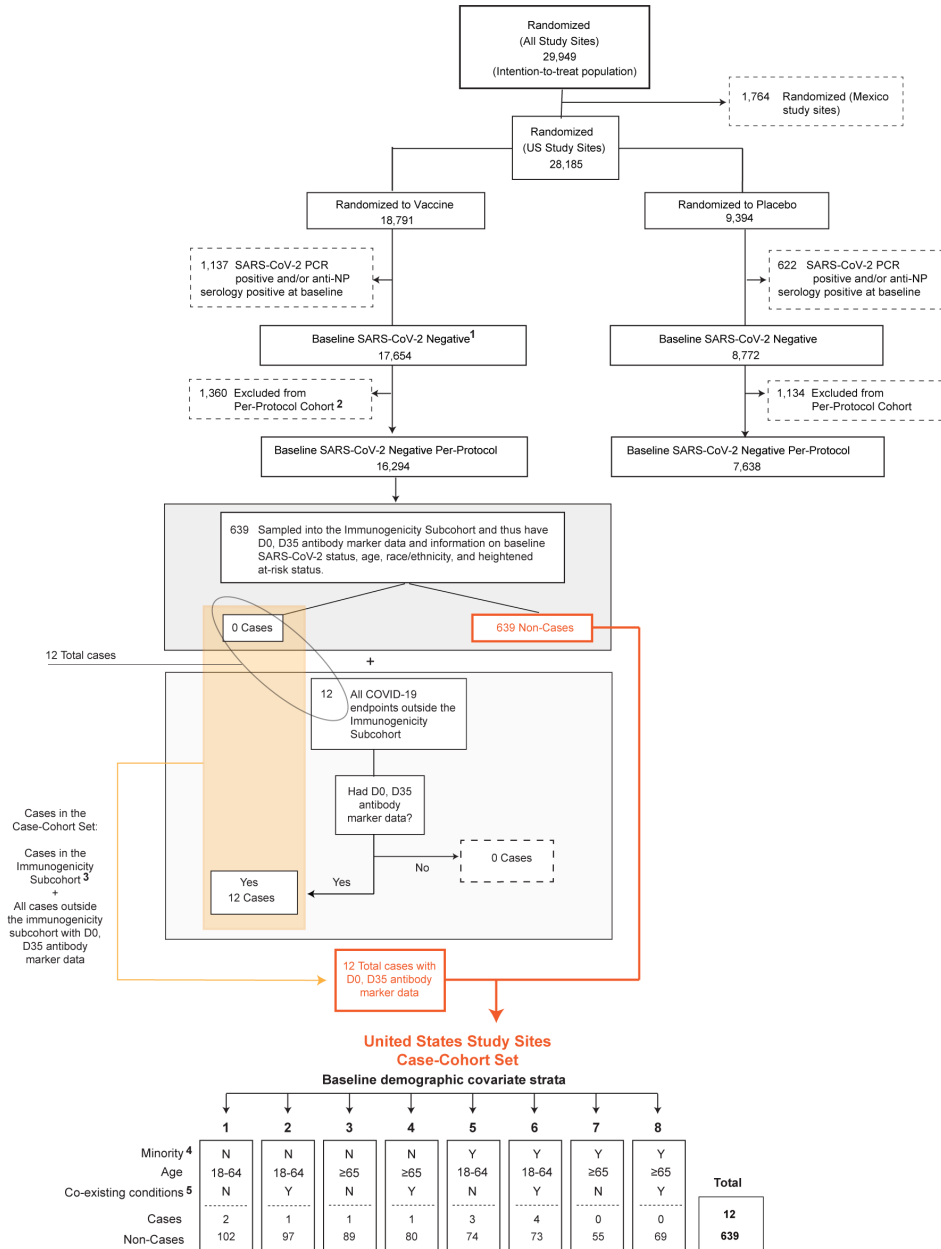 Randomized
(All Study Sites)
29,949
(Intention-to-treat population)
1,764 Randomized (Mexico
study sites)
Randomized
(US Study Sites)
28,185
Randomized to Vaccine
18,791
Randomized to Placebo
9,394
1,137 SARS-CoV-2 PCR
positive and/or anti-NP
serology positive at baseline
622 SARS-CoV-2 PCR
positive and/or anti-NP
serology positive at baseline
Baseline SARS-CoV-2 Negative 1
17,654
Baseline SARS-CoV-2 Negative
8,772
1,360 Excluded from
Per-Protocol Cohort 2
1,134 Excluded from
Per-Protocol Cohort
Baseline SARS-CoV-2 Negative Per-Protocol
16,294
Baseline SARS-CoV-2 Negative Per-Protocol
7,638
639 Sampled into the Immunogenicity Subcohort and thus have
D0, D35 antibody marker data and information on baseline
SARS-CoV-2 status, age, race/ethnicity, and heightened
at-risk status.
0 Cases
639 Non-Cases
12 Total cases
+
12 All COVID-19
endpoints outside the
Immunogenicity
Subcohort
Had D0, D35
antibody
marker data?
No
0 Cases
Yes
Yes
12 Cases
Cases in the
Case-Cohort Set:
Cases in the
Immunogenicity
Subcohort 3
+
All cases outside
the immunogenicity
subcohort with D0,
D35 antibody
marker data
12 Total cases with
D0, D35 antibody
marker data
United States Study Sites
Case-Cohort Set
Baseline demographic covariate strata
1 2 3 4 5 6 7 8
Minority 4 N N N N Y Y Y Y
Age 18-64 18-64 ≥65 ≥65 18-64 18-64 ≥65 ≥65
Co-existing conditions 5 N Y N Y N Y N Y
Total
Cases 2 1 1 1 3 4 0 0 12
Non-Cases 102 97 89 80 74 73 55 69 639